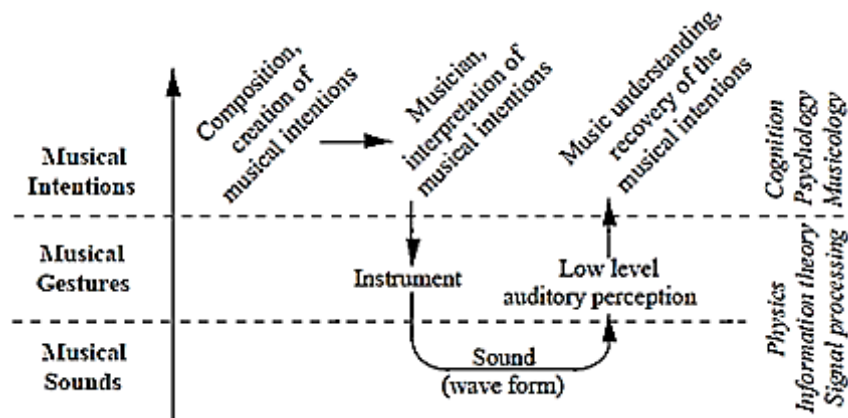 Composition,
creation of
musical intentions
Musician,
interpretation of
musical intentions
Music understanding,
recovery of the
musical intentions
Cognition
Psychology
Musicology
Musical
Intentions
Musical
Gestures
Instrument
Low level
auditory perception
Physics
Information theory
Signal processing
Musical
Sounds
Sound
(wave form)